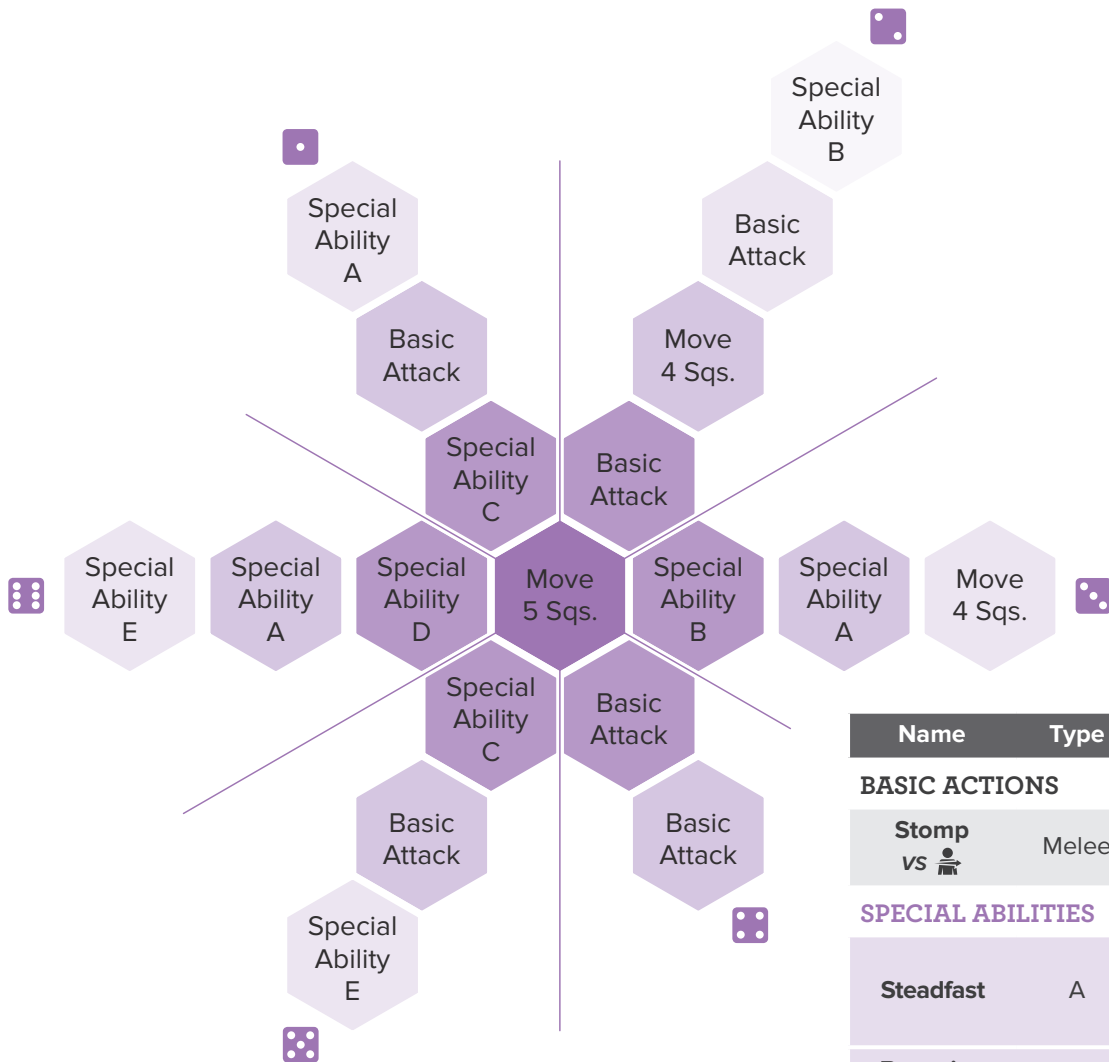 Special
Ability
B
Special
Ability
A
Basic
Attack
Basic
Attack
Move
4 Sqs.
Special
Ability
C
Basic
Attack
Special
Ability
E
Special
Ability
A
Special
Ability
D
Move
5 Sqs.
Special
Ability
B
Special
Ability
A
Move
4 Sqs.
Special
Ability
C
Basic
Attack
Basic
Attack
Basic
Attack
Special
Ability
E
Name Type
BASIC ACTIONS
Stomp
VS
Melee
SPECIAL ABILITIES
Steadfast A